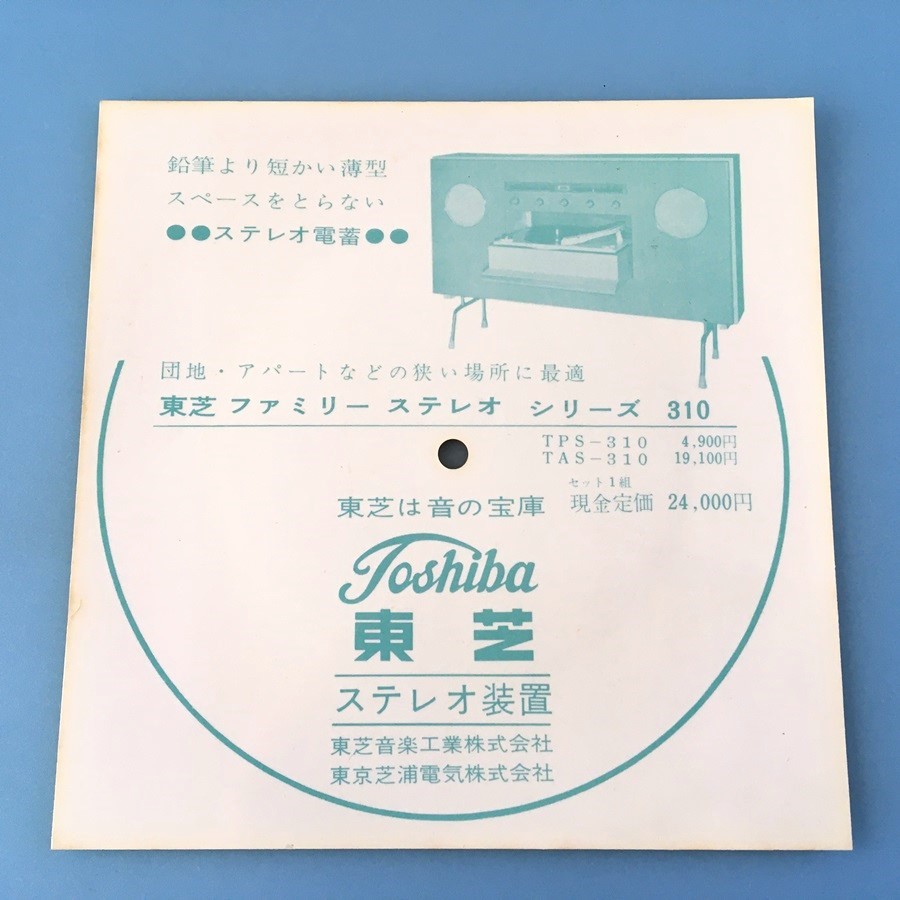 鉛筆より短かい薄型
スペースをとらない
●●ステレオ電蓄●●
団地・アパートなどの狭い場所に最適
東芝 ファミリー ステレオ シリーズ 310
TPS-310 4,900円
TAS-310 19,100円
セット1組
東芝は音の宝庫 現金定価 24,000円
Toshiba
東芝
ステレオ装置
東芝音楽工業株式会社
東京芝浦電気株式会社